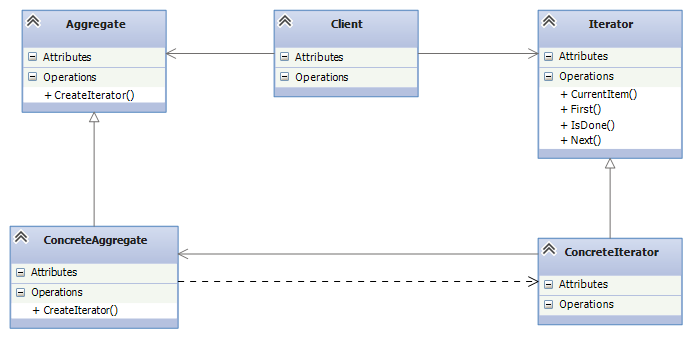 Aggregate
Attributes
Operations
+ CreateIterator()
Client
Attributes
Operations
Iterator
Attributes
Operations
+ CurrentItem()
+ First()
+ IsDone()
+ Next()
ConcreteAggregate
Attributes
Operations
+ CreateIterator()
ConcreteIterator
Attributes
Operations